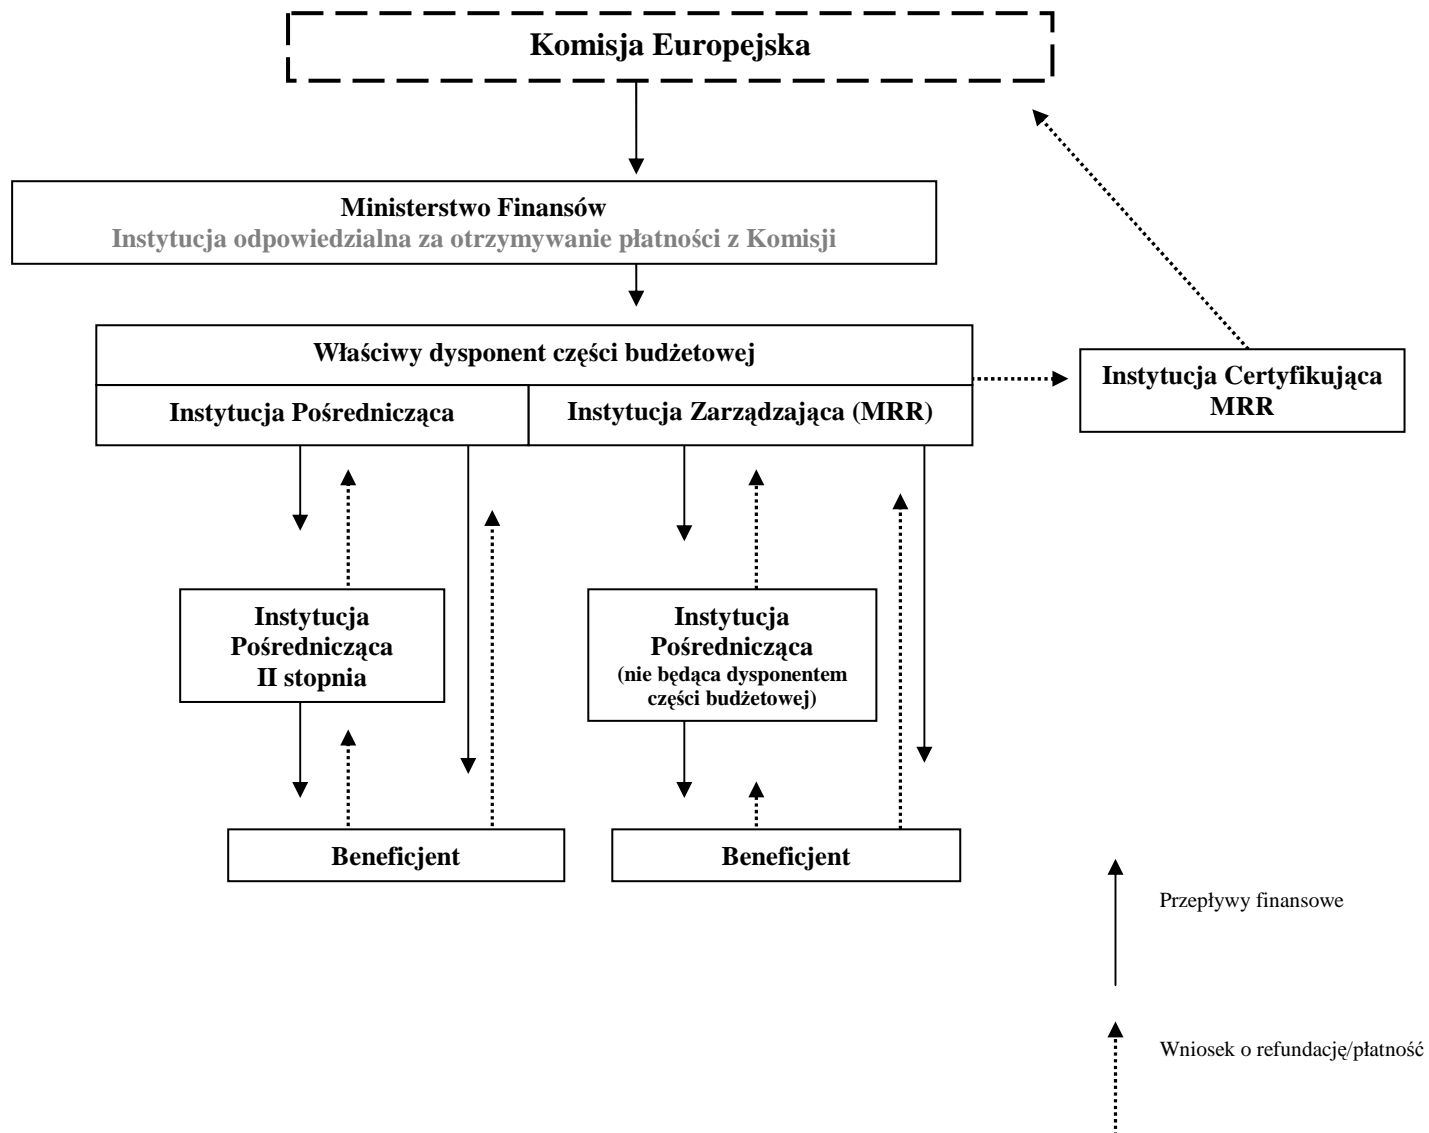 Komisja Europejska
Ministerstwo Finansów
Instytucja odpowiedzialna za otrzymywanie płatności z Komisji
Właściwy dysponent części budżetowej
Instytucja Pośrednicząca
Instytucja Zarządzająca (MRR)
Instytucja Certyfikująca
MRR
Instytucja
Pośrednicząca
II stopnia
Instytucja
Pośrednicząca
(nie będąca dysponentem
części budżetowej)
Beneficjent
Beneficjent
Przepływy finansowe
Wniosek o refundację/płatność